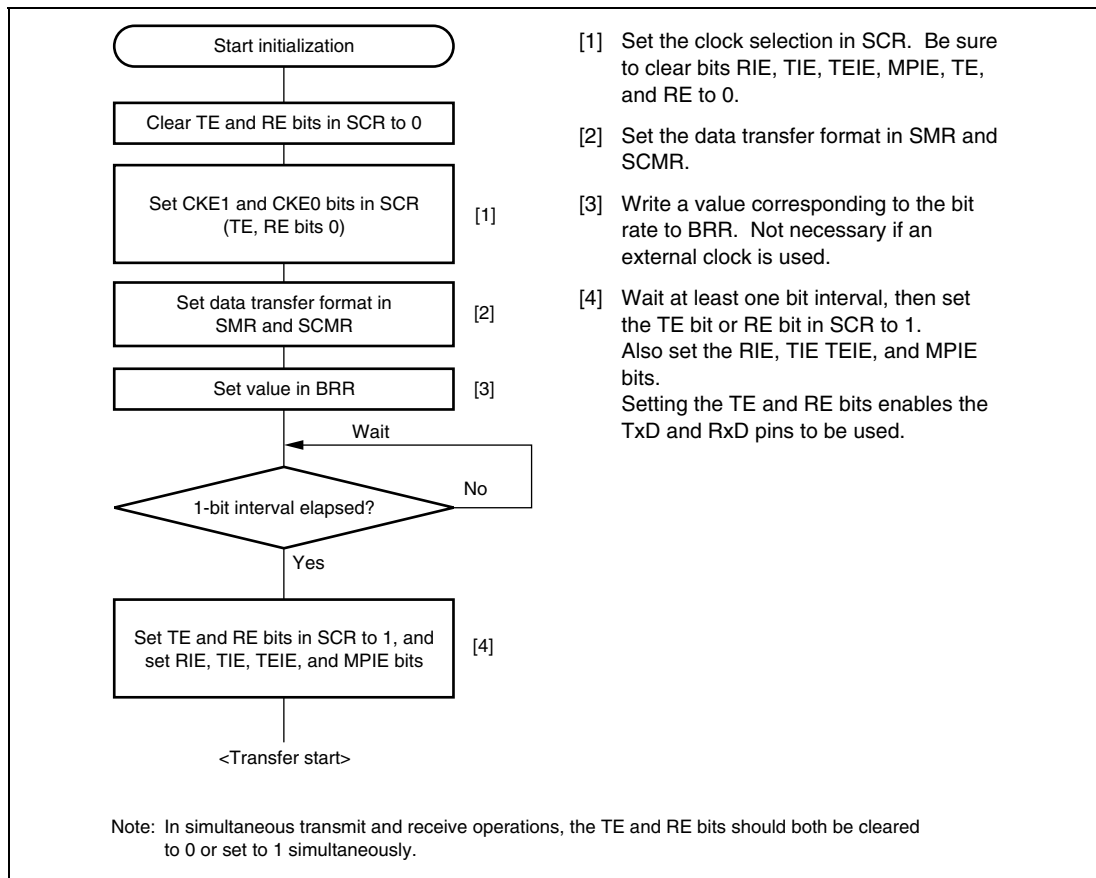 Start initialization
Clear TE and RE bits in SCR to 0
Set CKE1 and CKE0 bits in SCR
(TE, RE bits 0)
[1]
Set data transfer format in
SMR and SCMR
[2]
Set value in BRR
[3]
Wait
1-bit interval elapsed?
No
Yes
Set TE and RE bits in SCR to 1, and
set RIE, TIE, TEIE, and MPIE bits
[4]
<Transfer start>
[1] Set the clock selection in SCR. Be sure
to clear bits RIE, TIE, TEIE, MPIE, TE,
and RE to 0.
[2] Set the data transfer format in SMR and
SCMR.
[3] Write a value corresponding to the bit
rate to BRR. Not necessary if an
external clock is used.
[4] Wait at least one bit interval, then set
the TE bit or RE bit in SCR to 1.
Also set the RIE, TIE TEIE, and MPIE
bits.
Setting the TE and RE bits enables the
TxD and RxD pins to be used.
Note: In simultaneous transmit and receive operations, the TE and RE bits should both be cleared
to 0 or set to 1 simultaneously.